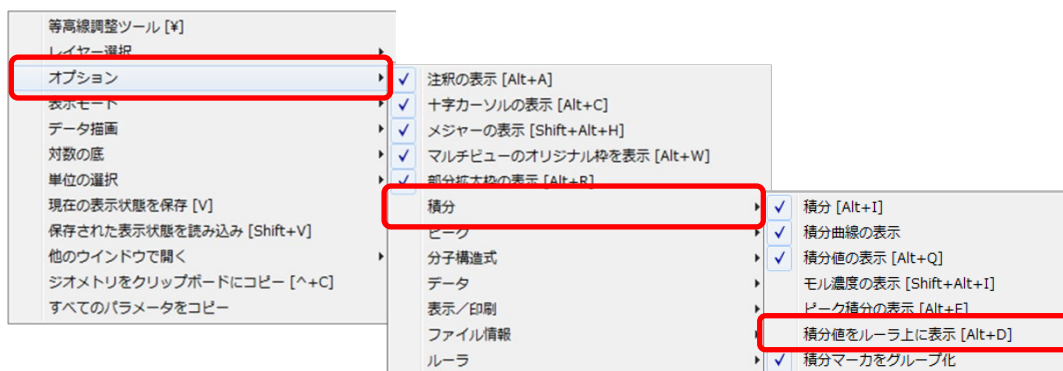 等高線調整ツール [¥]
レイヤー選択
オプション
表示モード
データ描画
対数の底
単位の選択
現在の表示状態を保存 [V]
保存された表示状態を読み込み [Shift+V]
他のウインドウで開く
ジオメトリをクリップボードにコピー [^+C]
すべてのパラメータをコピー
注釈の表示 [Alt+A]
十字カーソルの表示 [Alt+C]
メジャーの表示 [Shift+Alt+H]
マルチビューのオリジナル枠を表示 [Alt+W]
部分拡大枠の表示 [Alt+R]
積分
ピーク
分子構造式
データ
表示／印刷
ファイル情報
ルーラ
積分 [Alt+I]
積分曲線の表示
積分値の表示 [Alt+Q]
モル濃度の表示 [Shift+Alt+I]
ピーク積分の表示 [Alt+F]
積分値をルーラ上に表示 [Alt+D]
積分マーカをグループ化